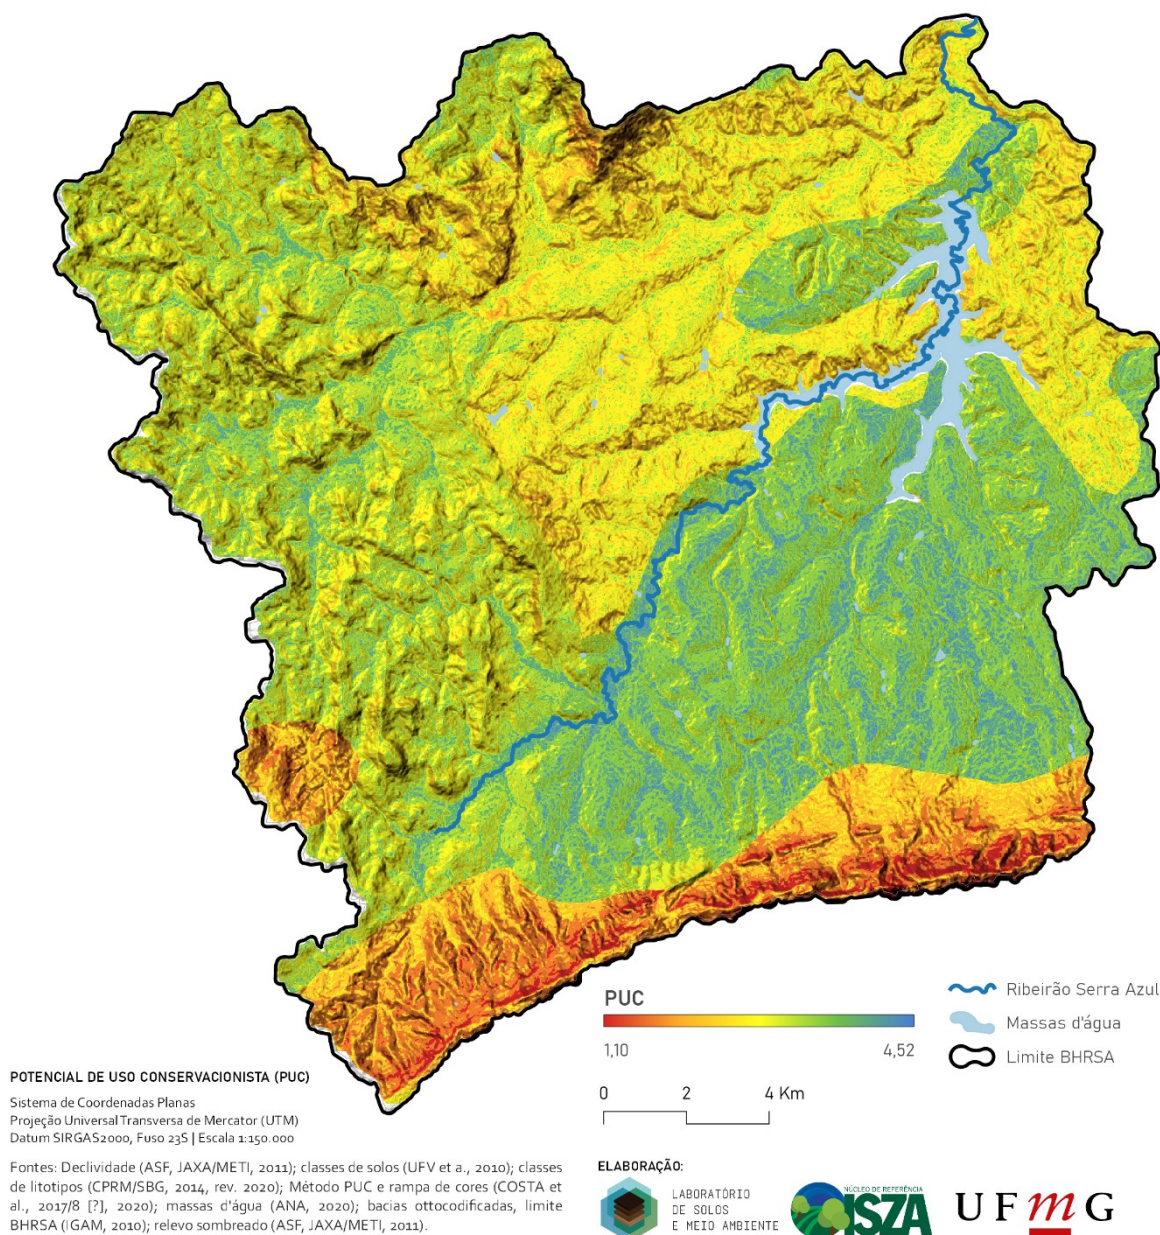 PUC
1,10 4,52
Ribeirão Serra Azul
Massas d'água
Limite BHRSA
0 2 4 Km
POTENCIAL DE USO CONSERVACIONISTA (PUC)
Sistema de Coordenadas Planas
Projeção Universal Transversa de Mercator (UTM)
Datum SIRGAS2000, Fuso 23S | Escala 1:150.000
Fontes: Declividade (ASF, JAXA/METI, 2011); classes de solos (UFV et a., 2010); classes
de litotipos (CPRM/SBG, 2014, rev. 2020); Método PUC e rampa de cores (COSTA et
al., 2017/8 [?], 2020); massas d'água (ANA, 2020); bacias ottocodificadas, limite
BHRSA (IGAM, 2010); relevo sombreado (ASF, JAXA/METI, 2011).
ELABORAÇÃO:
LABORATÓRIO
DE SOLOS
E MEIO AMBIENTE
NÚCLEO DE REFERÊNCIA
ISZA
UFmG